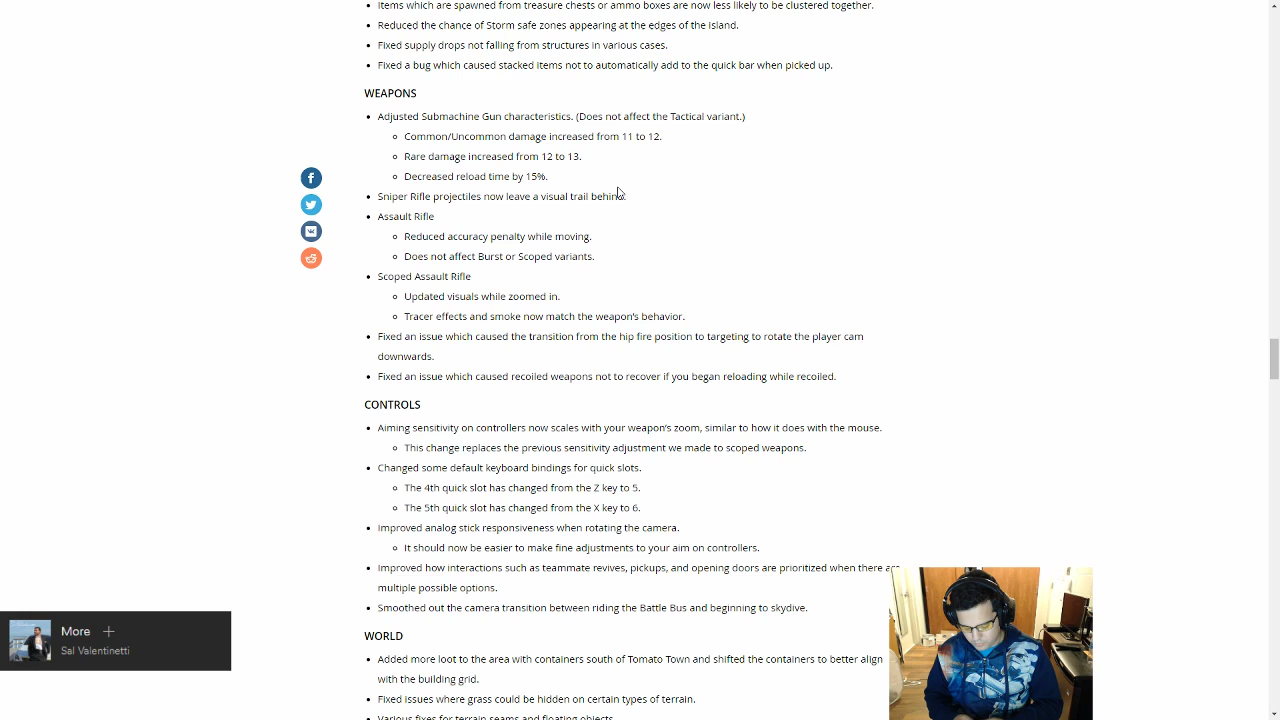 Items which are spawned from treasure chests or ammo boxes are now less likely to be clustered together.
Reduced the chance of Storm safe zones appearing at the edges of the island.
Fixed supply drops not falling from structures in various cases.
Fixed a bug which caused stacked items not to automatically add to the quick bar when picked up.
WEAPONS
Adjusted Submachine Gun characteristics. (Does not affect the Tactical variant.)
Common/Uncommon damage increased from 11 to 12.
Rare damage increased from 12 to 13.
Decreased reload time by 15%.
Sniper Rifle projectiles now leave a visual trail behind.
Assault Rifle
Reduced accuracy penalty while moving.
Does not affect Burst or Scoped variants.
Scoped Assault Rifle
Updated visuals while zoomed in.
Tracer effects and smoke now match the weapon's behavior.
Fixed an issue which caused the transition from the hip fire position to targeting to rotate the player cam
downwards.
Fixed an issue which caused recoiled weapons not to recover if you began reloading while recoiled.
CONTROLS
Aiming sensitivity on controllers now scales with your weapon's zoom, similar to how it does with the mouse.
This change replaces the previous sensitivity adjustment we made to scoped weapons.
Changed some default keyboard bindings for quick slots.
The 4th quick slot has changed from the Z key to 5.
The 5th quick slot has changed from the X key to 6.
Improved analog stick responsiveness when rotating the camera.
It should now be easier to make fine adjustments to your aim on controllers.
Improved how interactions such as teammate revives, pickups, and opening doors are prioritized when there
multiple possible options.
Smoothed out the camera transition between riding the Battle Bus and beginning to skydive.
More +
Sal Valentinetti
WORLD
Added more loot to the area with containers south of Tomato Town and shifted the containers to better align
with the building grid.
Fixed Issues where grass could be hidden on certain types of terrain.
Various fixes for terrain seams and floating objects.